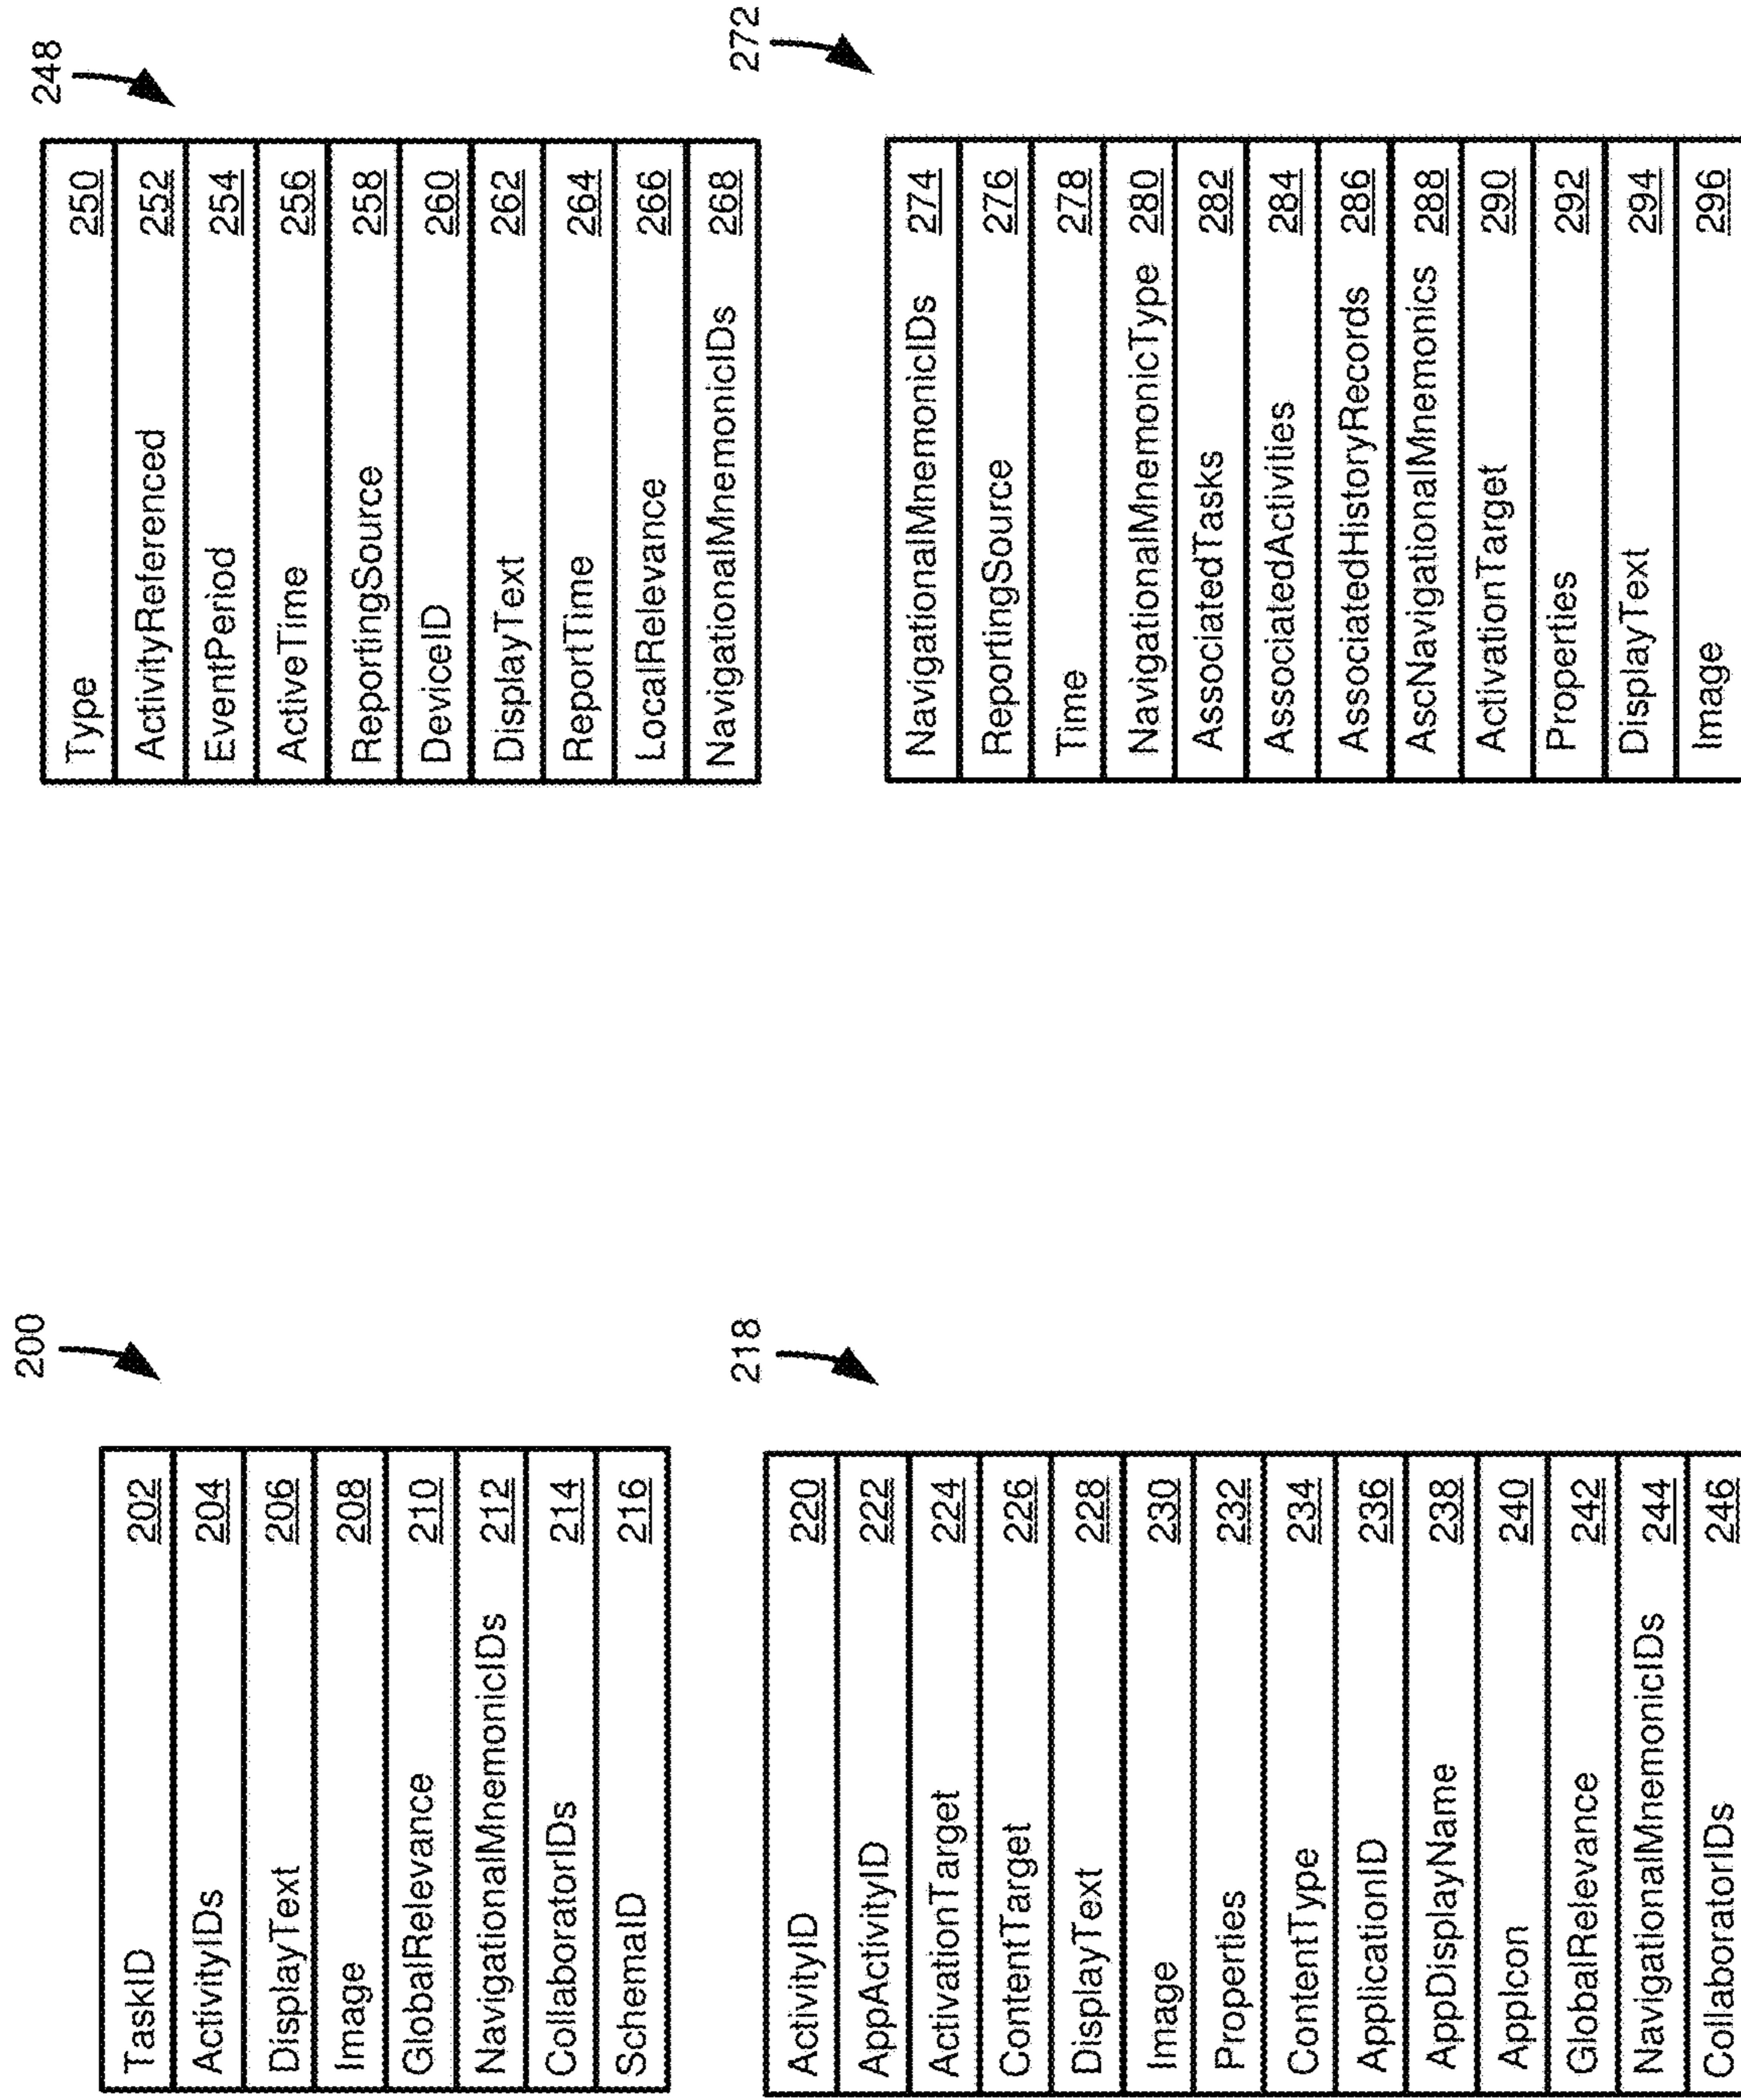 200
TaskID 202
ActivityIDs 204
DisplayText 206
Image 208
GlobalRelevance 210
NavigationalMnemonicIDs 212
CollaboratorIDs 214
SchemaID 216
218
ActivityID 220
AppActivityID 222
ActivationTarget 224
ContentTarget 226
DisplayText 228
Image 230
Properties 232
ContentType 234
ApplicationID 236
AppDisplayName 238
AppIcon 240
GlobalRelevance 242
NavigationalMnemonicIDs 244
CollaboratorIDs 246
248
Type 250
ActivityReferenced 252
EventPeriod 254
ActiveTime 256
ReportingSource 258
DeviceID 260
DisplayText 262
ReportTime 264
LocalRelevance 266
NavigationalMnemonicIDs 268
272
NavigationalMnemonicIDs 274
ReportingSource 276
Time 278
NavigationalMnemonicType 280
AssociatedTasks 282
AssociatedActivities 284
AssociatedHistoryRecords 286
AscNavigationalMnemonics 288
ActivationTarget 290
Properties 292
DisplayText 294
Image 296